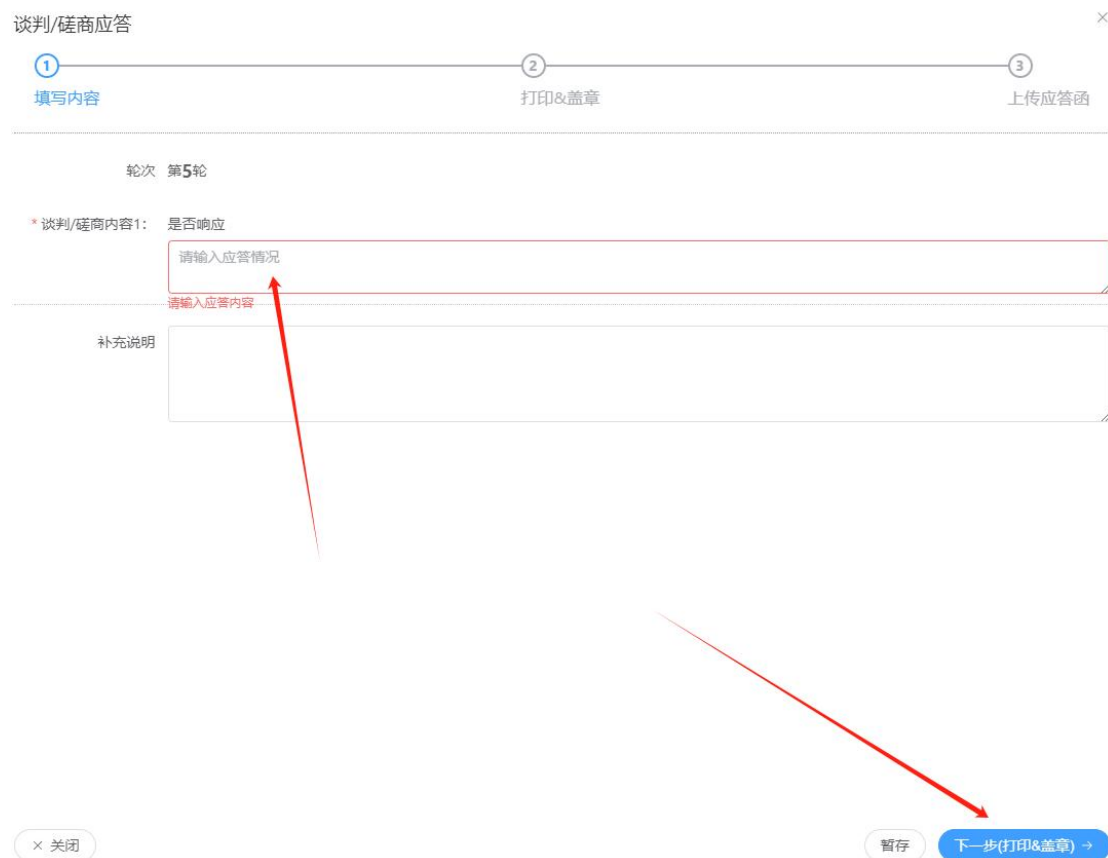 谈判/磋商应答
×
1
2
3
填写内容
打印&盖章
上传应答函
轮次 第5轮
* 谈判/磋商内容1： 是否响应
请输入应答情况
请输入应答内容
补充说明
× 关闭
暂存
下一步(打印&盖章) →